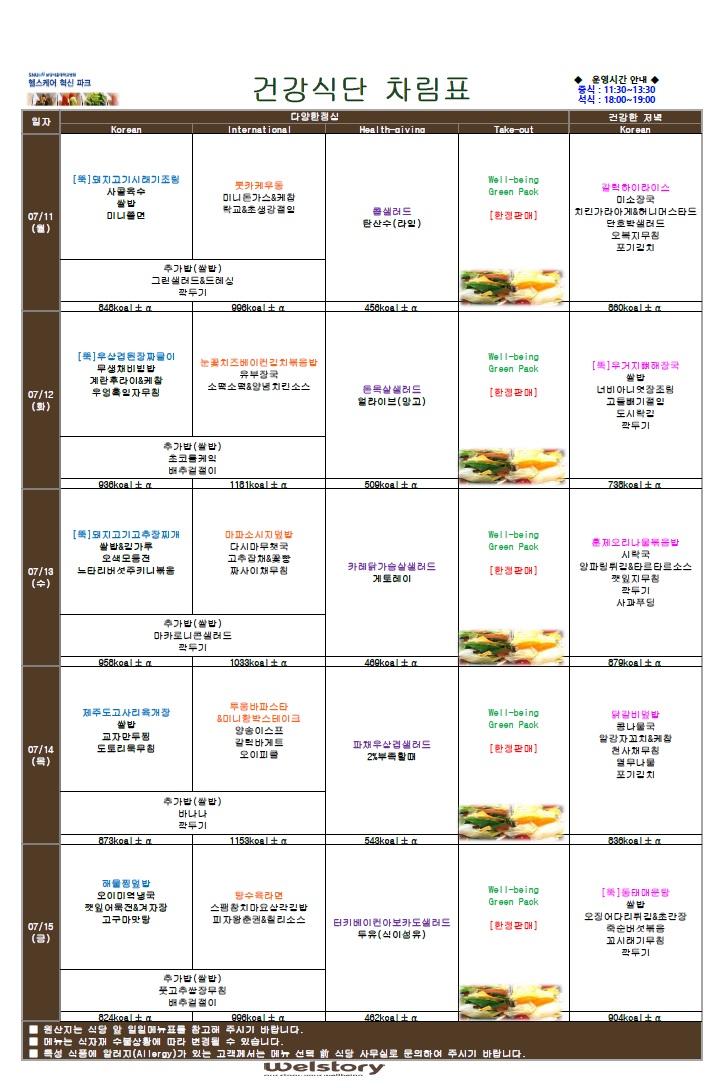 헬스케어 혁신 파크
건강식단 차림표
◆ 운영시간 안내 ◆
중식 : 11:30~13:30
석식 : 18:00~19:00
일자
다양한점심
건강한 저녁
Korean
International
Health-giving
Take-out
Korean
07/11
(월)
[뚝]돼지고기시래기조림
사골육수
쌀밥
미니쫄면
돗카케우동
미니돈가스&케찹
락교&초생강절임
추가밥(쌀밥)
그린샐러드&드레싱
깍두기
콥샐러드
탄산수(라임)
Well-being
Green Pack
[한정판매]
갈릭하이라이스
미소장국
치킨가라아게&허니머스타드
단호박샐러드
오복지무침
포기김치
848kcal± α
996kcal± α
456kcal± α
860kcal± α
07/12
(화)
[뚝]우삼겹된장짜글이
무생채비빔밥
계란후라이&케찹
우엉흑임자무침
눈꽃치즈베이컨김치볶음밥
유부장국
소떡소떡&양념치킨소스
추가밥(쌀밥)
초코롤케익
배추겉절이
돈목살샐러드
얼라이브(망고)
Well-being
Green Pack
[한정판매]
[뚝]우거지뼈해장국
쌀밥
너비아니엿장조림
고들빼기절임
도시락김
깍두기
936kcal± α
1181kcal± α
509kcal± α
738kcal± α
07/13
(수)
[뚝]돼지고기고추장찌개
쌀밥&김가루
오색모듬전
느타리버섯주키니볶음
마파소시지덮밥
다시마무챗국
고추잡채&꽃빵
짜사이채무침
추가밥(쌀밥)
마카로니콘샐러드
깍두기
카레닭가슴살샐러드
게토레이
Well-being
Green Pack
[한정판매]
훈제오리나물볶음밥
시락국
양파링튀김&타르타르소스
깻잎지무침
깍두기
사과푸딩
958kcal± α
1033kcal± α
469kcal± α
879kcal± α
07/14
(목)
제주도고사리육개장
쌀밥
교자만두찜
도토리묵무침
투움바파스타
&미니함박스테이크
양송이스프
갈릭바게트
오이피클
추가밥(쌀밥)
바나나
깍두기
파채우삼겹샐러드
2%부족할때
Well-being
Green Pack
[한정판매]
닭갈비덮밥
콩나물국
알감자꼬치&케찹
천사채무침
열무나물
포기김치
873kcal± α
1153kcal± α
543kcal± α
836kcal± α
07/15
(금)
해물찜덮밥
오이미역냉국
깻잎어묵전&겨자장
고구마맛탕
탕수육라면
스팸참치마요삼각김밥
피자왕춘권&칠리소스
추가밥(쌀밥)
풋고추쌈장무침
배추겉절이
터키베이컨아보카도샐러드
두유(식이섬유)
Well-being
Green Pack
[한정판매]
[뚝]동태매운탕
쌀밥
오징어다리튀김&초간장
죽순버섯볶음
꼬시래기무침
깍두기
824kcal± α
996kcal± α
462kcal± α
904kcal± α
■ 원산지는 식당 앞 일일메뉴표를 참고해 주시기 바랍니다.
■ 메뉴는 식자재 수불상황에 따라 변경될 수 있습니다.
■ 특성 식품에 알러지(Allergy)가 있는 고객께서는 메뉴 선택 前 식당 사무실로 문의하여 주시기 바랍니다.
Welstory